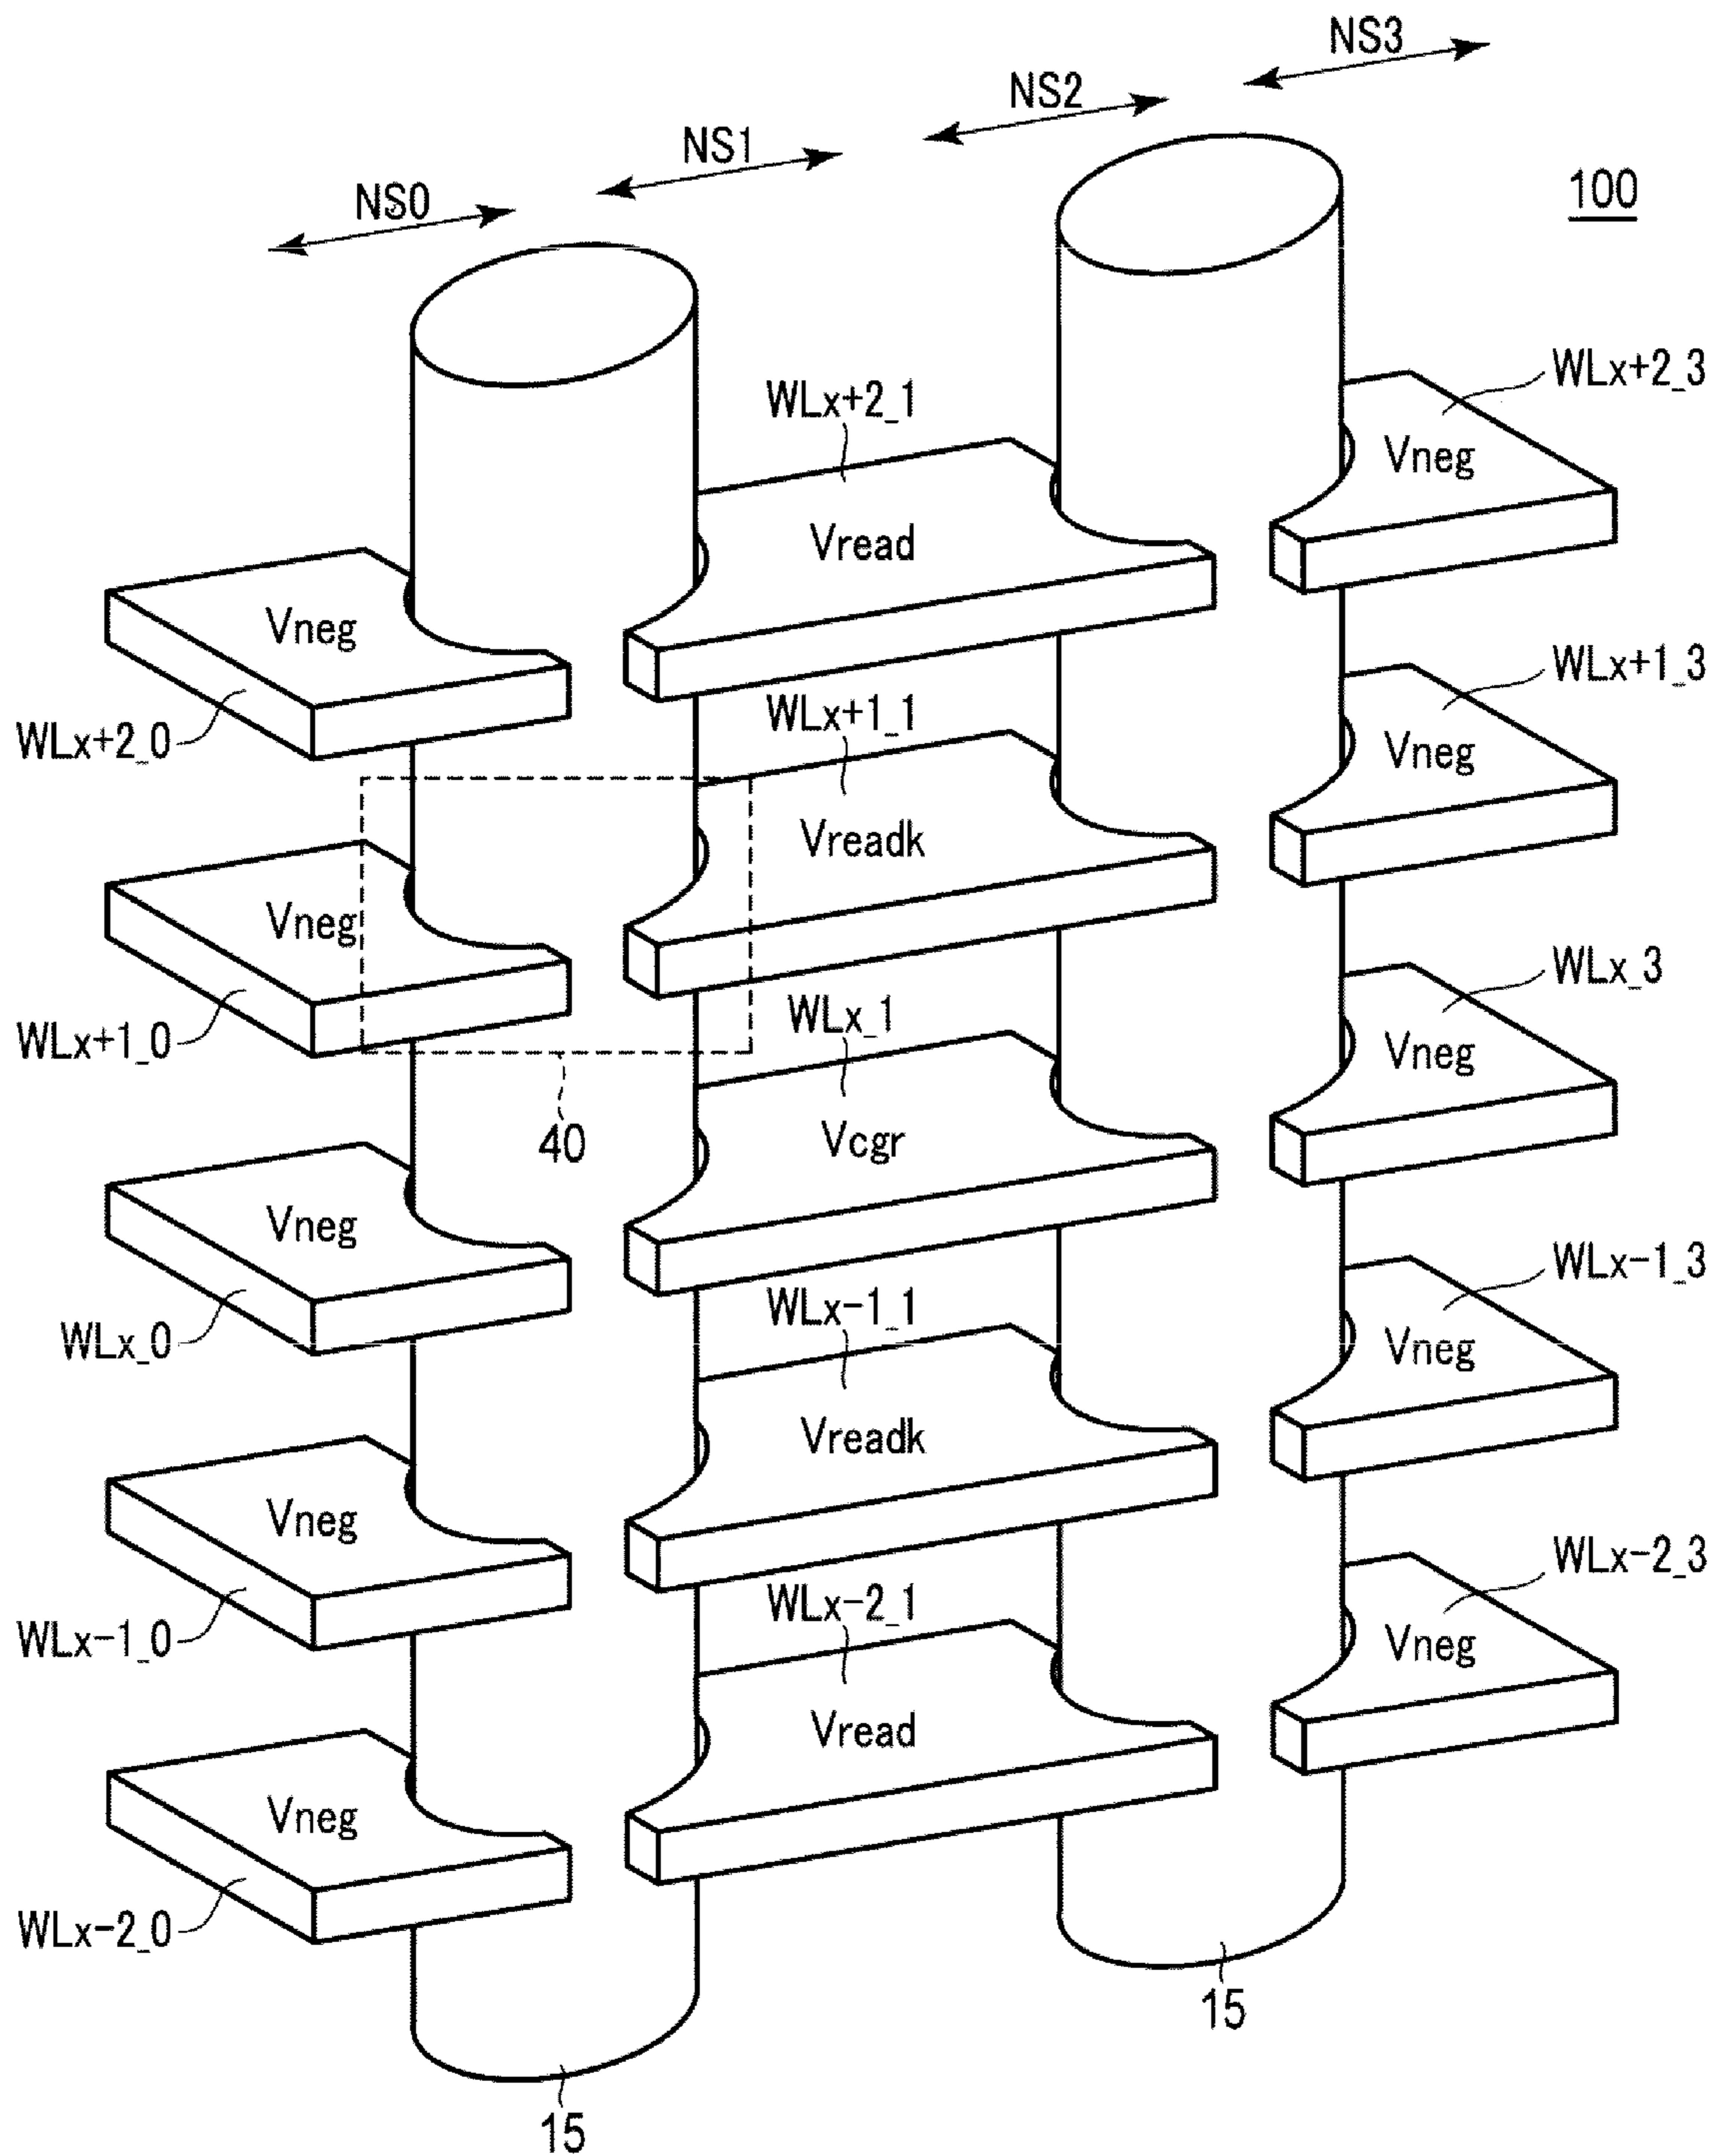 NS3
NS2
NS1
NS0
100
WLx+2_3
WLx+2_1
Vneg
Vread
Vneg
WLx+2_0
WLx+1_3
WLx+1_1
Vneg
Vreadk
Vneg
WLx+1_0
WLx_3
WLx_1
Vneg
40
Vcgr
Vneg
WLx_0
WLx-1_3
WLx-1_1
Vneg
Vreadk
Vneg
WLx-1_0
WLx-2_3
WLx-2_1
Vneg
Vread
Vneg
WLx-2_0
15
15